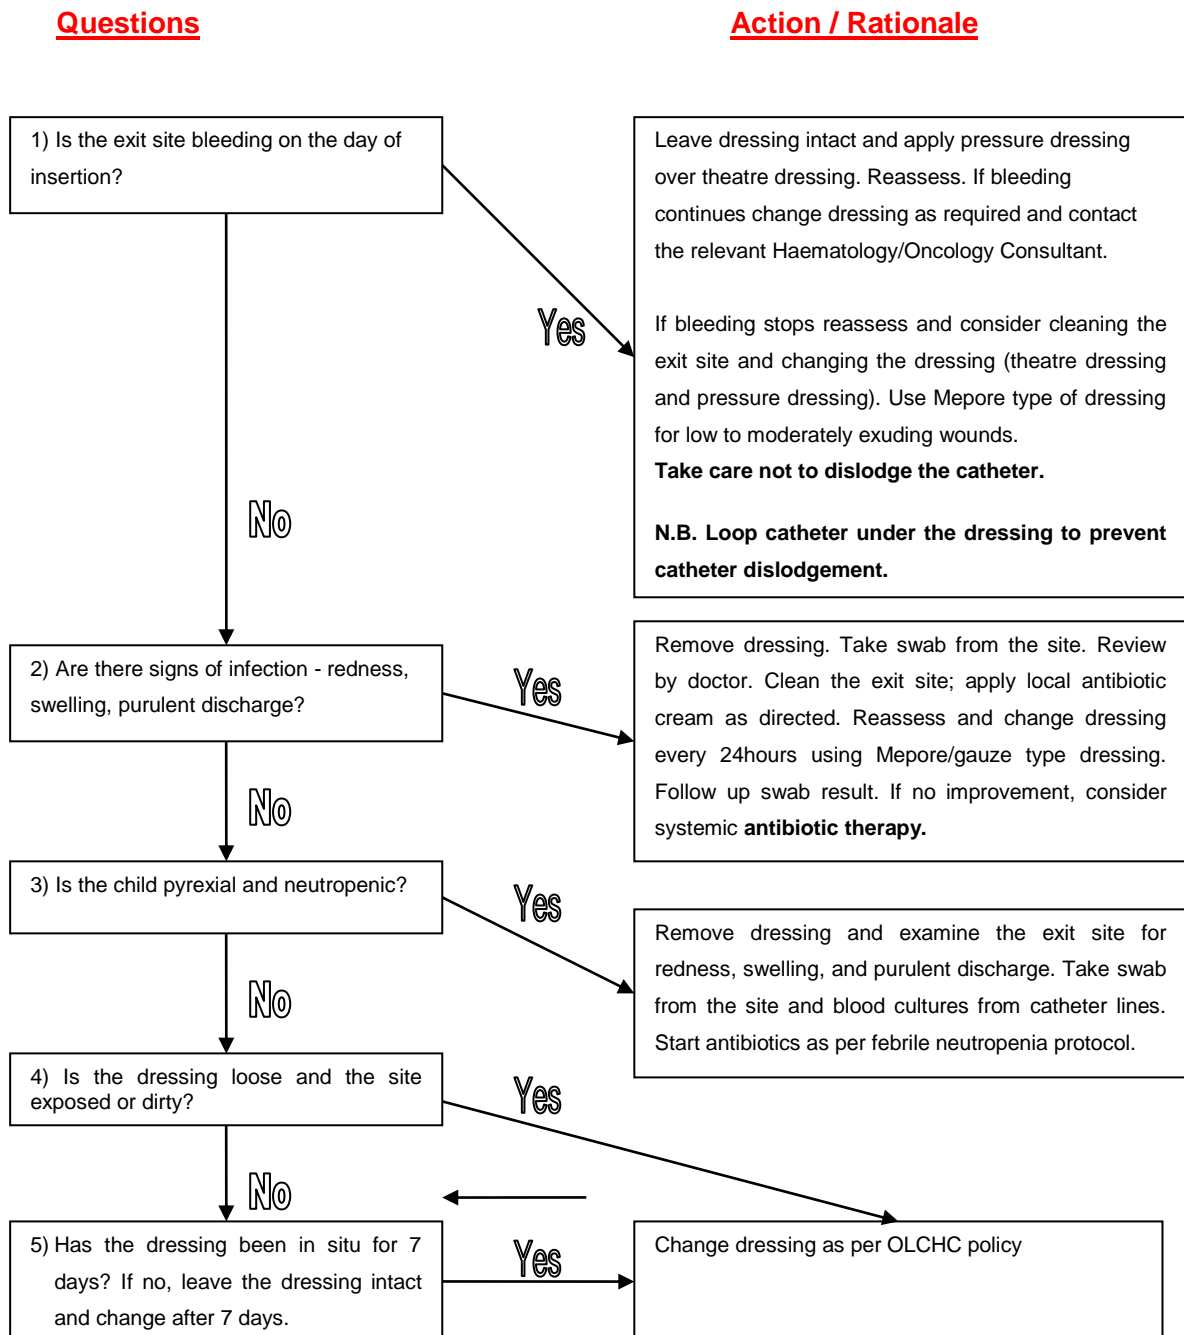 Questions
Action / Rationale
1) Is the exit site bleeding on the day of
insertion?
Leave dressing intact and apply pressure dressing
over theatre dressing. Reassess. If bleeding
continues change dressing as required and contact
the relevant Haematology/Oncology Consultant.
If bleeding stops reassess and consider cleaning the
exit site and changing the dressing (theatre dressing
and pressure dressing). Use Mepore type of dressing
for low to moderately exuding wounds.
Take care not to dislodge the catheter.
N.B. Loop catheter under the dressing to prevent
catheter dislodgement.
Yes
No
2) Are there signs of infection - redness,
swelling, purulent discharge?
Yes
Remove dressing. Take swab from the site. Review
by doctor. Clean the exit site; apply local antibiotic
cream as directed. Reassess and change dressing
every 24hours using Mepore/gauze type dressing.
Follow up swab result. If no improvement, consider
systemic antibiotic therapy.
No
3) Is the child pyrexial and neutropenic?
Yes
Remove dressing and examine the exit site for
redness, swelling, and purulent discharge. Take swab
from the site and blood cultures from catheter lines.
Start antibiotics as per febrile neutropenia protocol.
No
4) Is the dressing loose and the site
exposed or dirty?
Yes
No
5) Has the dressing been in situ for 7
days? If no, leave the dressing intact
and change after 7 days.
Yes
Change dressing as per OLCHC policy